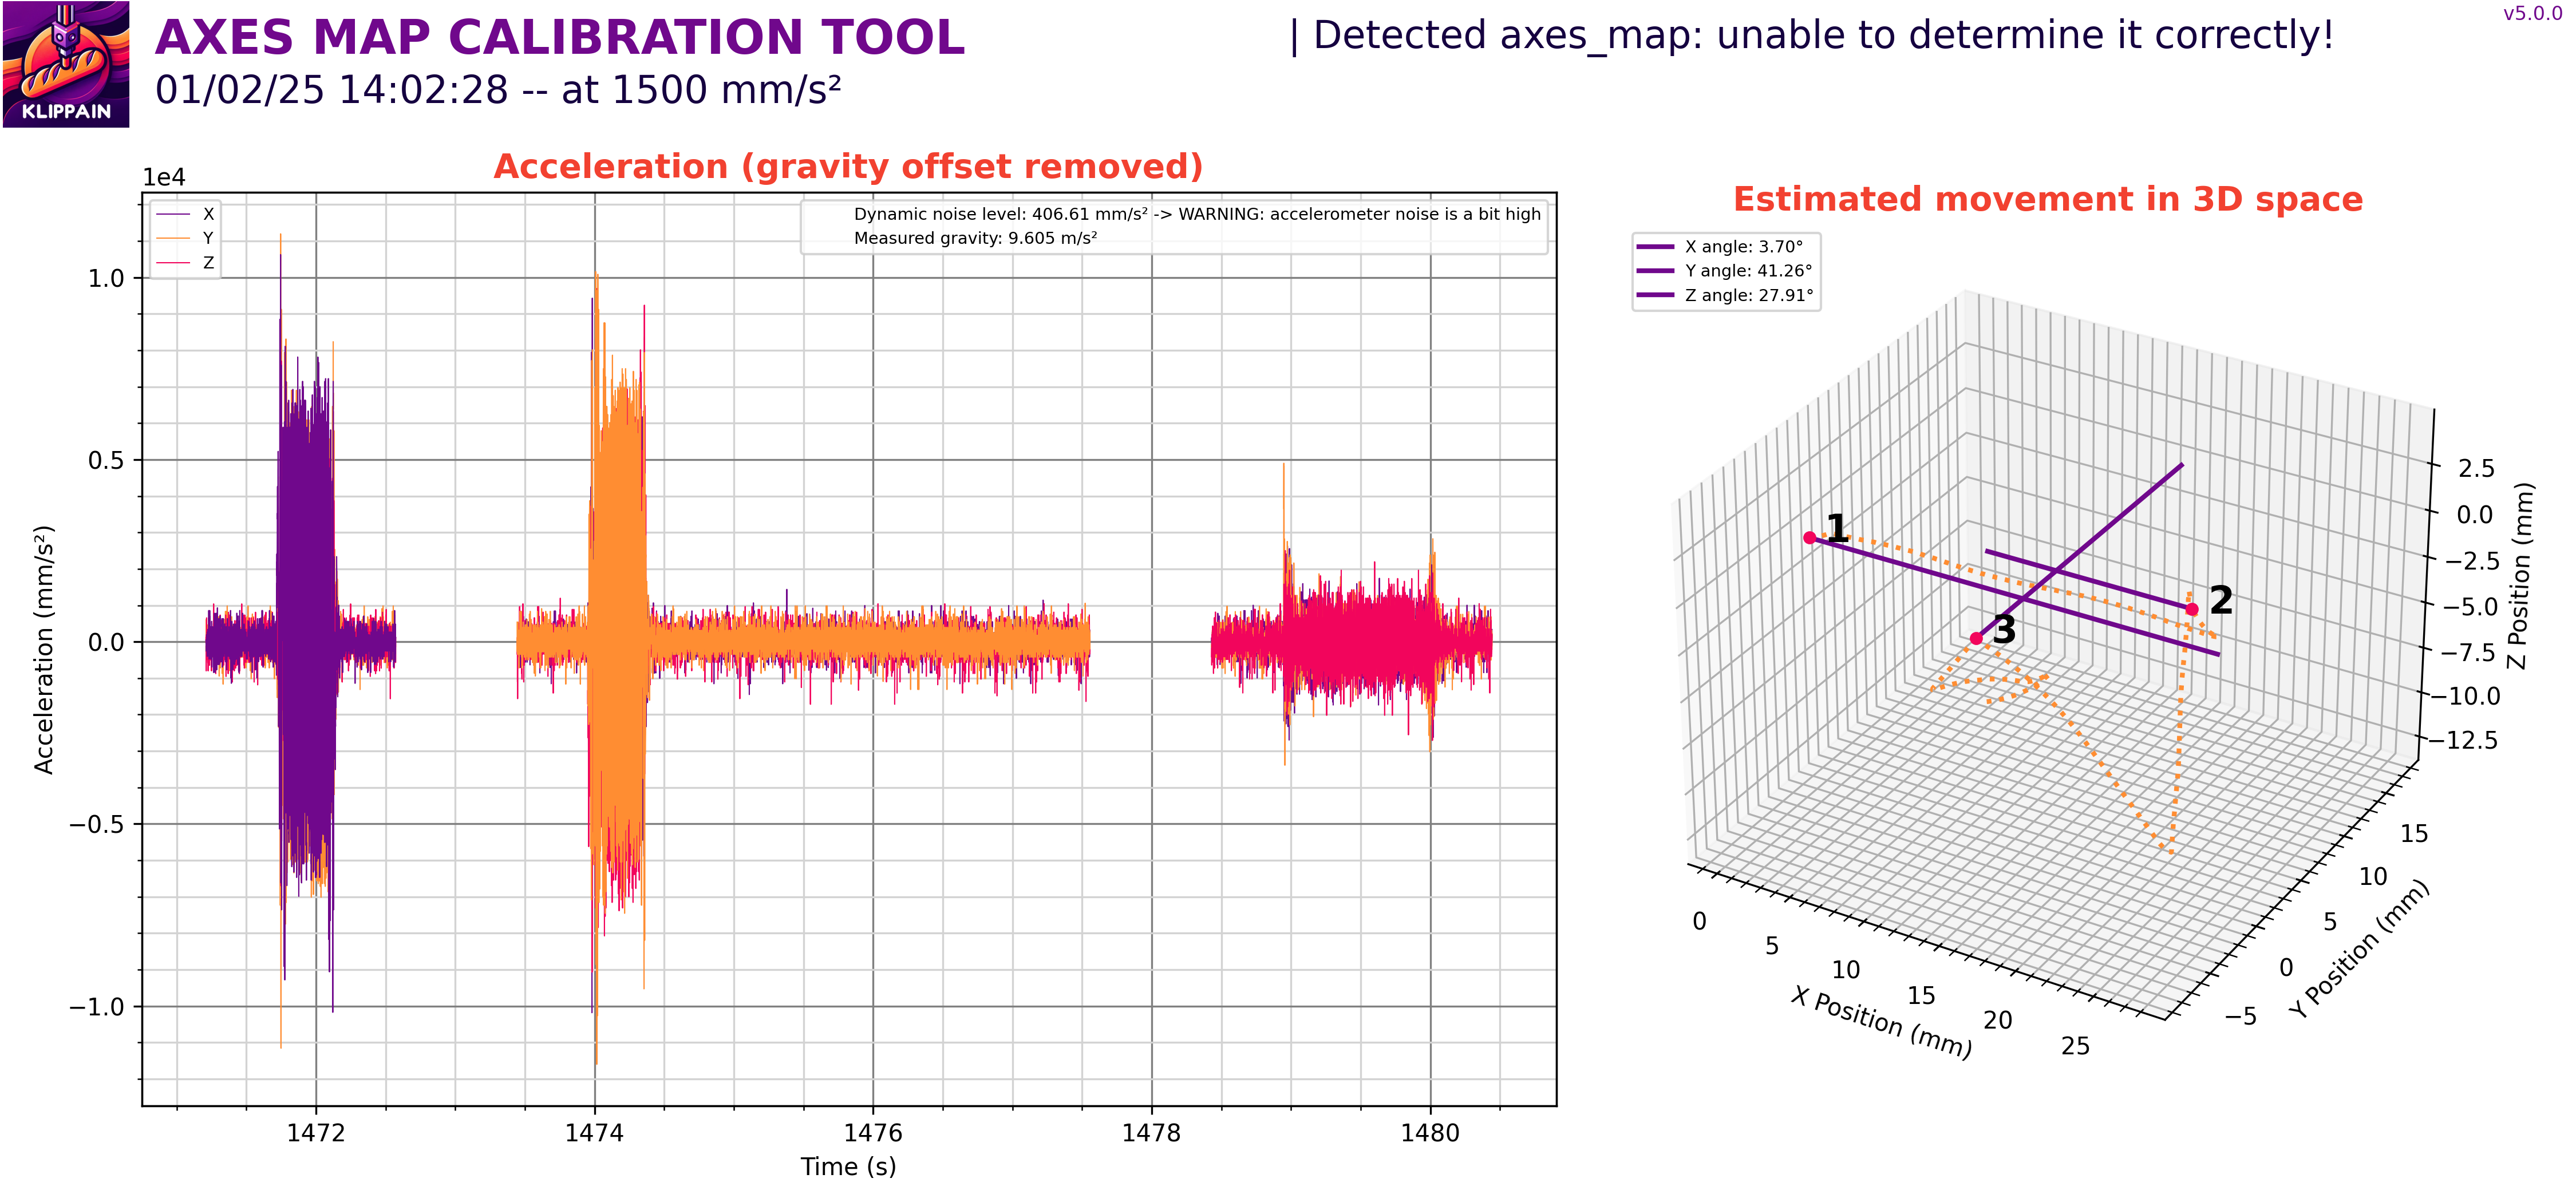 KLIPPAIN
AXES MAP CALIBRATION TOOL
01/02/25 14:02:28 -- at 1500 mm/s²
| Detected axes_map: unable to determine it correctly!
v5.0.0
Acceleration (gravity offset removed)
1e4
X
Y
Z
Dynamic noise level: 406.61 mm/s² -> WARNING: accelerometer noise is a bit high
Measured gravity: 9.605 m/s²
1.0
0.5
0.0
−0.5
−1.0
Acceleration (mm/s²)
1472
1474
1476
1478
1480
Time (s)
Estimated movement in 3D space
X angle: 3.70°
Y angle: 41.26°
Z angle: 27.91°
1
2
3
2.5
0.0
−2.5
−5.0
−7.5
−10.0
−12.5
Z Position (mm)
15
10
5
0
−5
Y Position (mm)
0
5
10
15
20
25
X Position (mm)